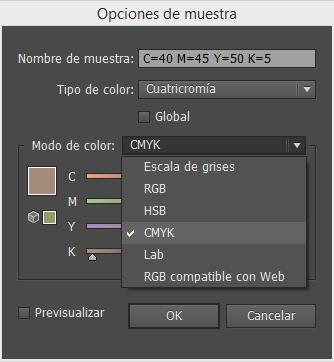 Opciones de muestra
Nombre de muestra: C=40 M=45 Y=50 K=5
Tipo de color: Cuatricromía
Global
Modo de color: CMYK
Escala de grises
C
RGB
M
HSB
Y
CMYK
K
Lab
RGB compatible con Web
Previsualizar
OK
Cancelar